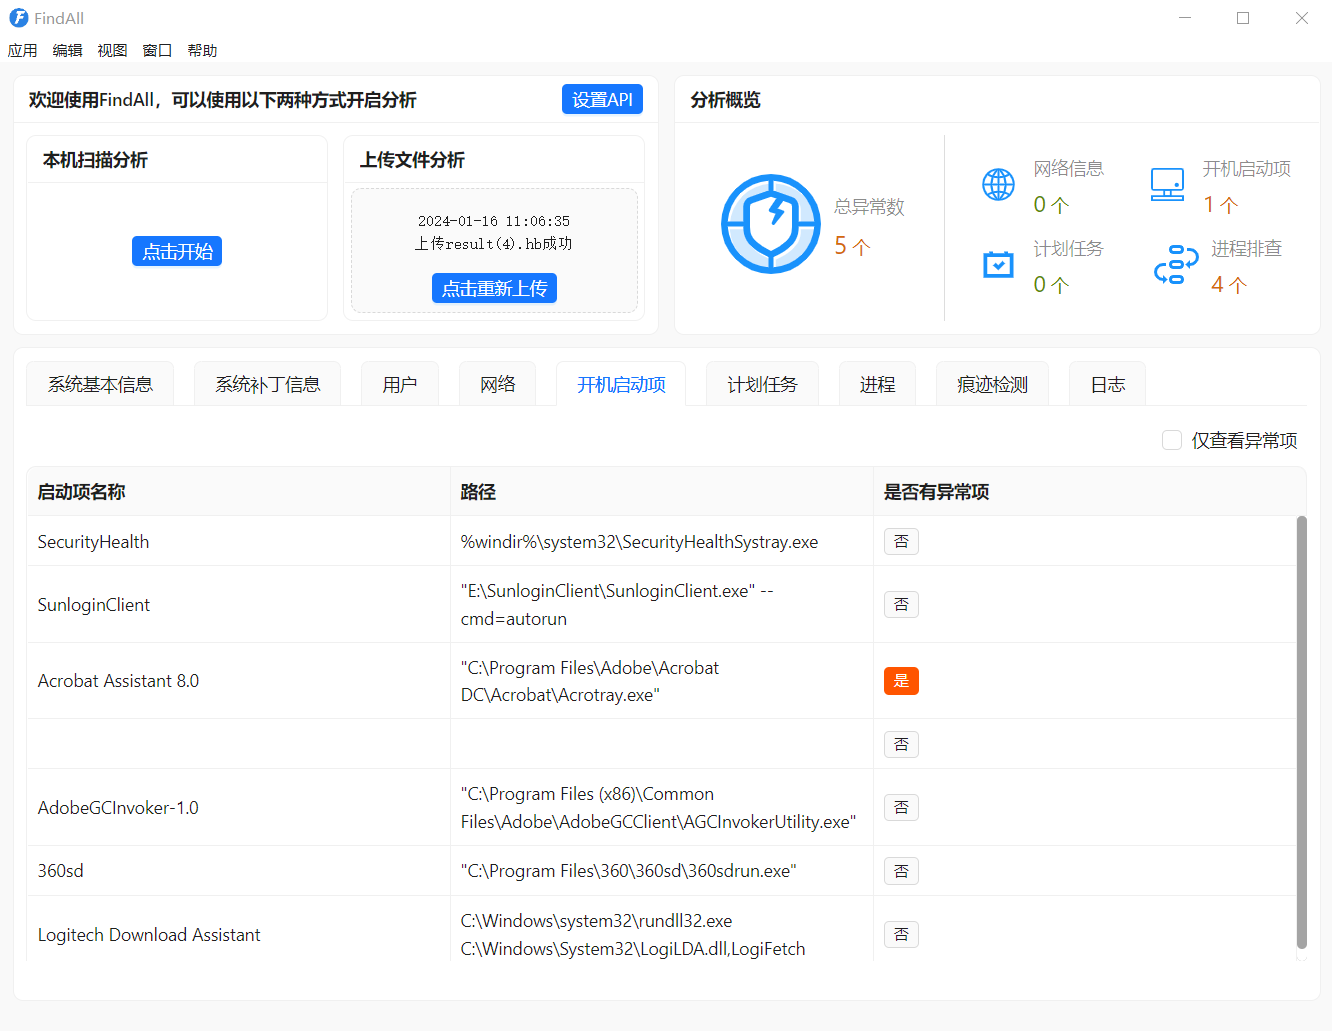 FindAll
应用 编辑 视图 窗口 帮助
欢迎使用FindAll，可以使用以下两种方式开启分析
设置API
本机扫描分析
点击开始
上传文件分析
2024-01-16 11:06:35
上传result(4).hb成功
点击重新上传
分析概览
总异常数
5 个
网络信息
0 个
开机启动项
1 个
计划任务
0 个
进程排查
4 个
系统基本信息 系统补丁信息 用户 网络 开机启动项 计划任务 进程 痕迹检测 日志
仅查看异常项
启动项名称 路径 是否有异常项
SecurityHealth %windir%\system32\SecurityHealthSystray.exe 否
SunloginClient "E:\SunloginClient\SunloginClient.exe" --
cmd=autorun 否
Acrobat Assistant 8.0 "C:\Program Files\Adobe\Acrobat
DC\Acrobat\Acrotray.exe" 是
否
AdobeGCInvoker-1.0 "C:\Program Files (x86)\Common
Files\Adobe\AdobeGCClient\AGCInvokerUtility.exe" 否
360sd "C:\Program Files\360\360sd\360sdrun.exe" 否
Logitech Download Assistant C:\Windows\system32\rundll32.exe
C:\Windows\System32\LogiLDA.dll,LogiFetch 否